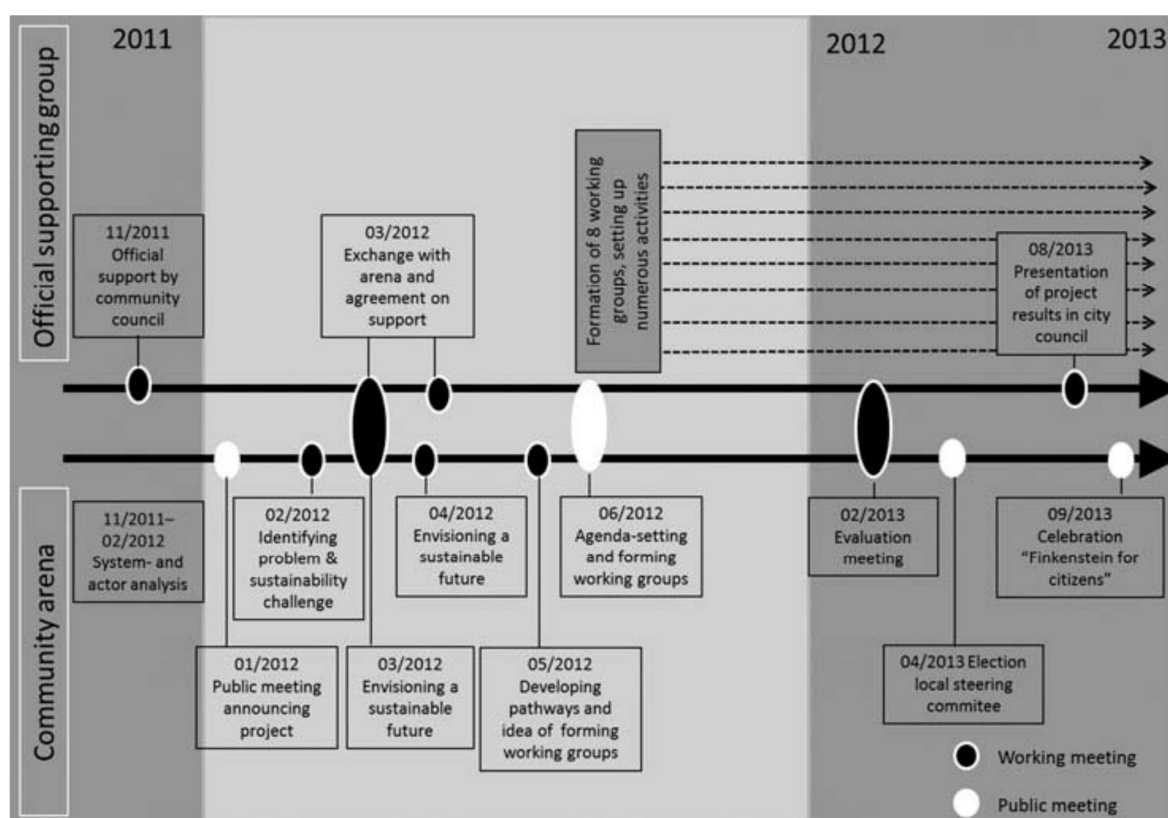 2011
2012
2013
Official supporting group
11/2011
Official
support by
community
council
03/2012
Exchange with
arena and
agreement on
support
Formation of 8 working
groups, setting up
numerous activities
08/2013
Presentation
of project
results in city
council
Community arena
11/2011–
02/2012
System- and
actor analysis
02/2012
Identifying
problem &
sustainability
challenge
04/2012
Envisioning a
sustainable
future
06/2012
Agenda-setting
and forming
working groups
02/2013
Evaluation
meeting
09/2013
Celebration
“Finkenstein for
citizens”
01/2012
Public meeting
announcing
project
03/2012
Envisioning a
sustainable
future
05/2012
Developing
pathways and
idea of forming
working groups
04/2013 Election
local steering
commitee
Working meeting
Public meeting